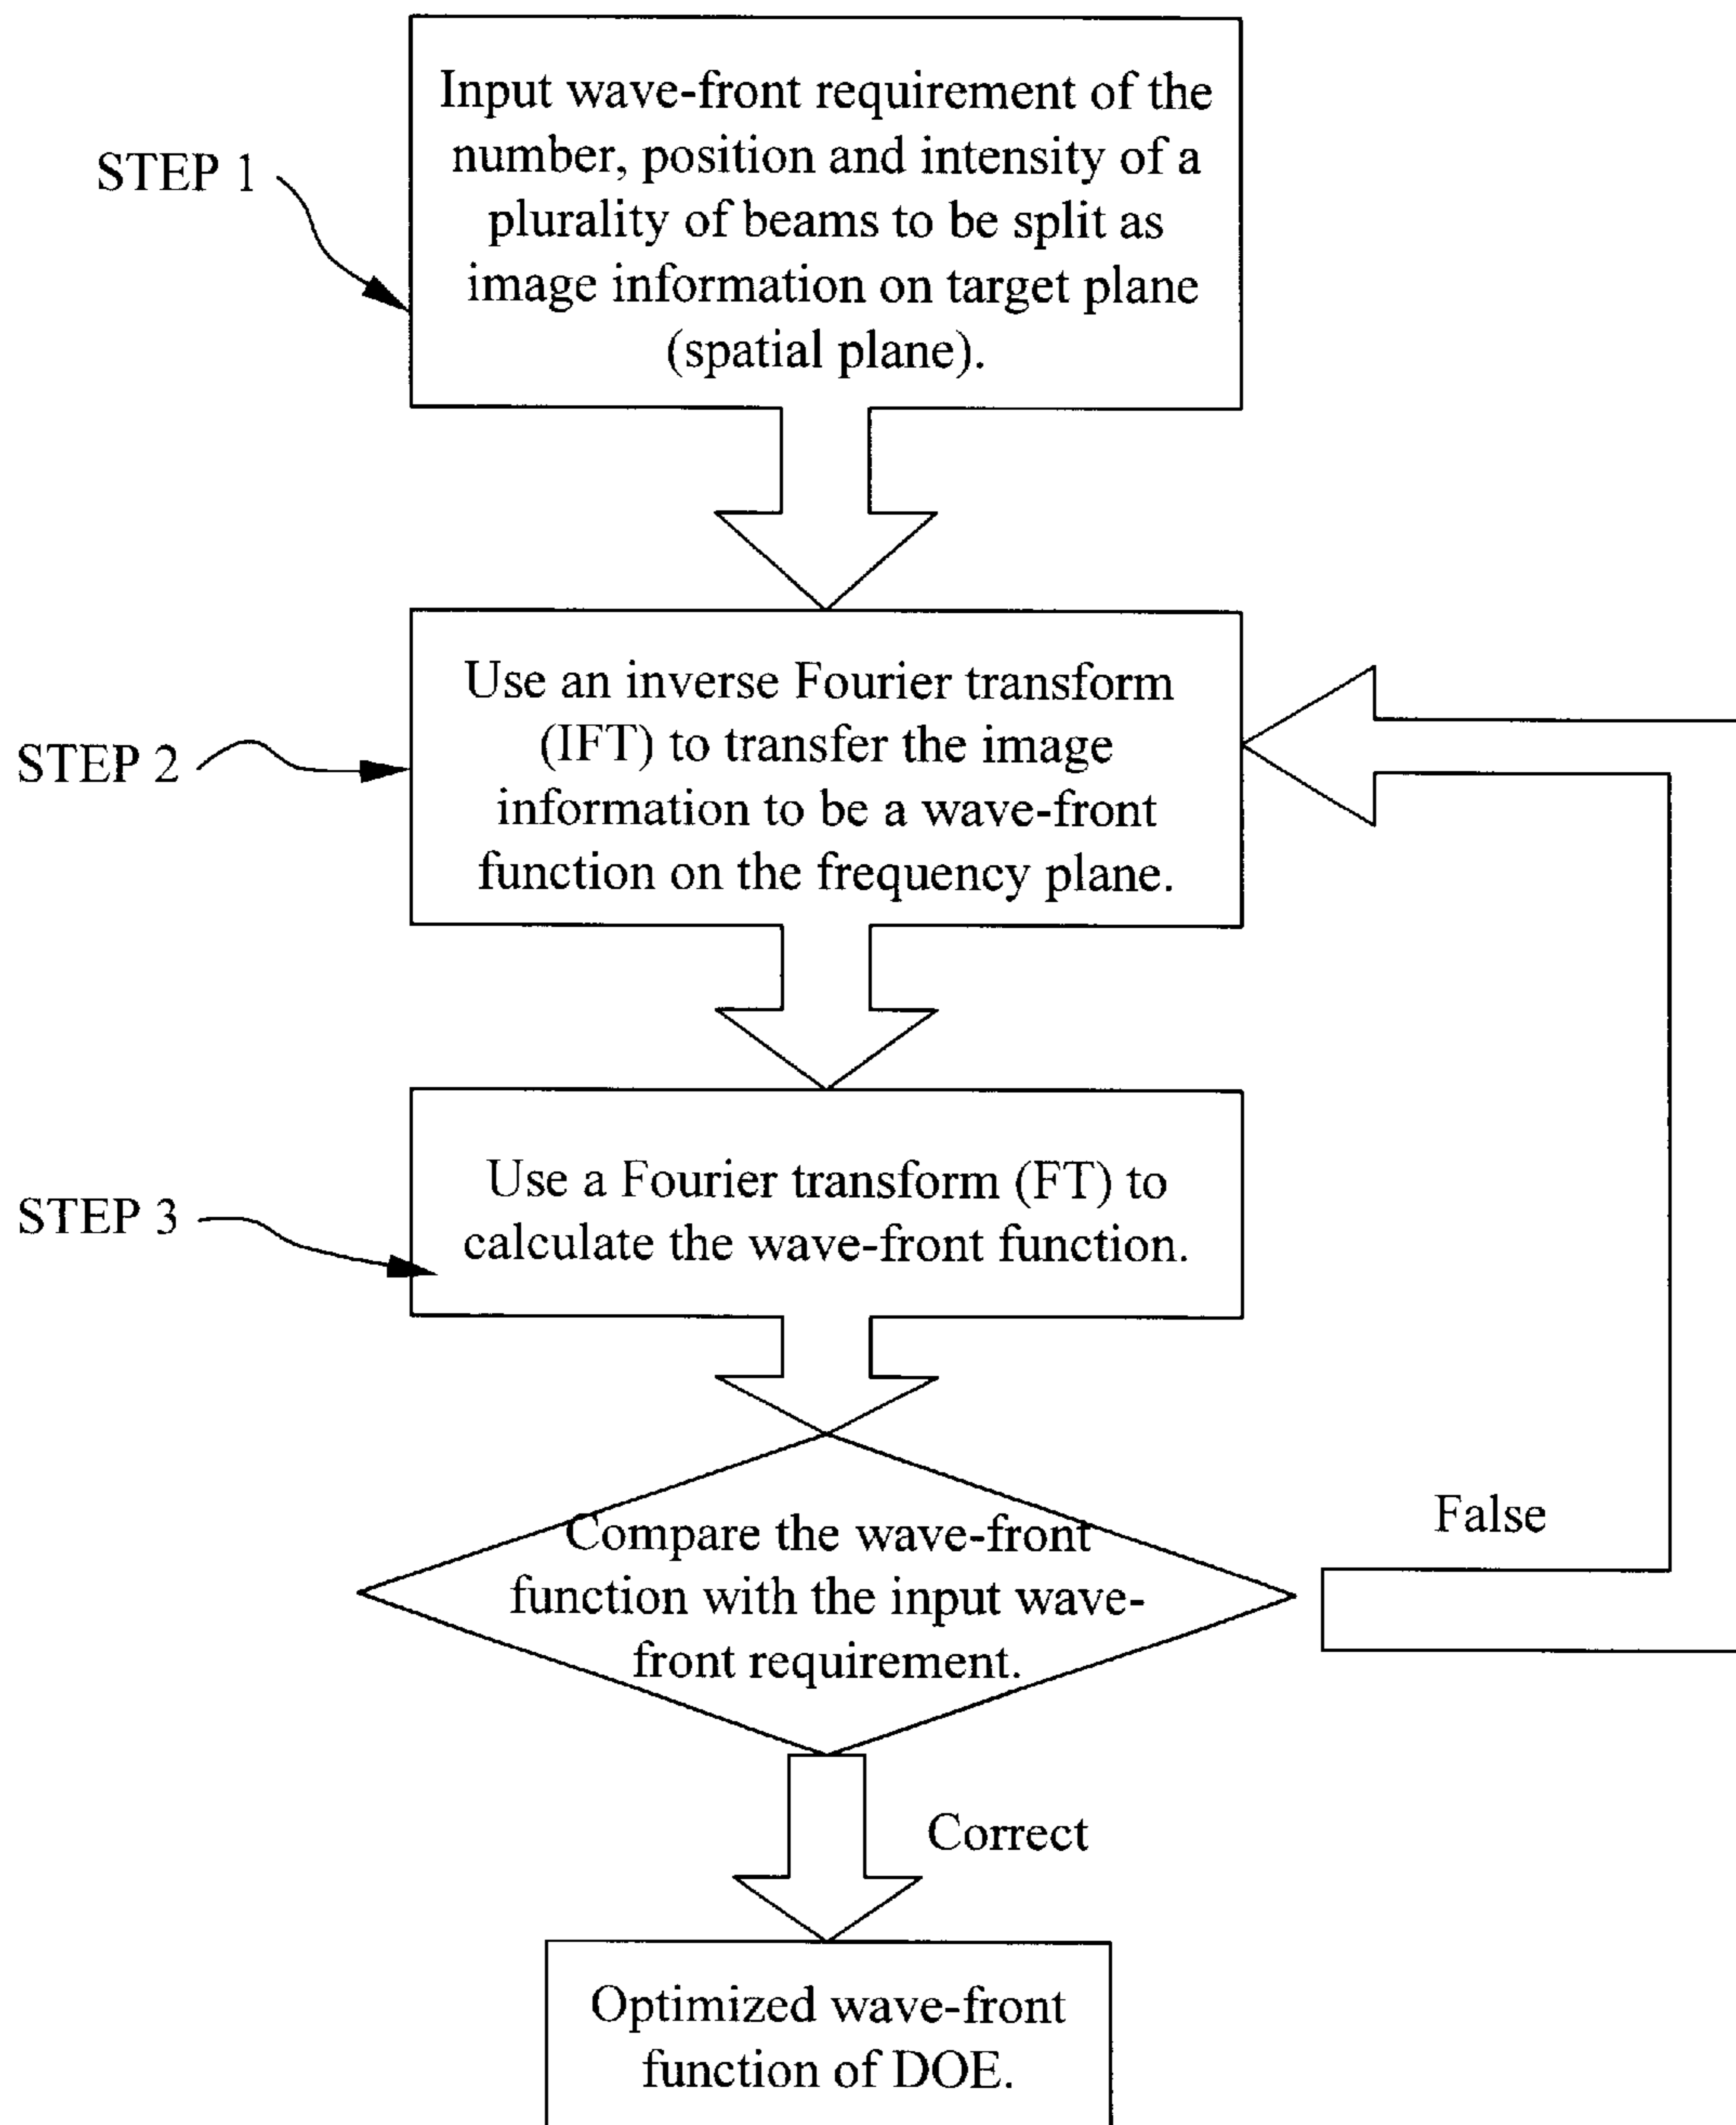 STEP 1
Input wave-front requirement of the
number, position and intensity of a
plurality of beams to be split as
image information on target plane
(spatial plane).
STEP 2
Use an inverse Fourier transform
(IFT) to transfer the image
information to be a wave-front
function on the frequency plane.
STEP 3
Use a Fourier transform (FT) to
calculate the wave-front function.
Compare the wave-front
function with the input wave-
front requirement.
False
Correct
Optimized wave-front
function of DOE.